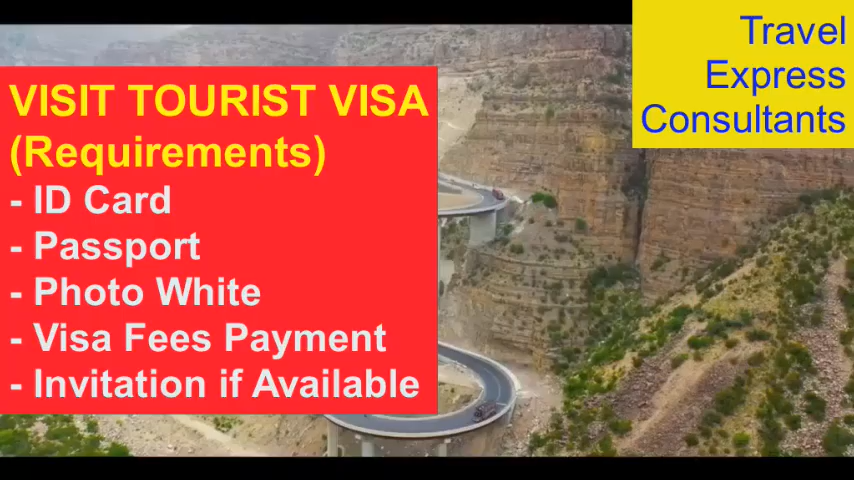 VISIT TOURIST VISA
(Requirements)
- ID Card
- Passport
- Photo White
- Visa Fees Payment
- Invitation if Available
Travel
Express
Consultants